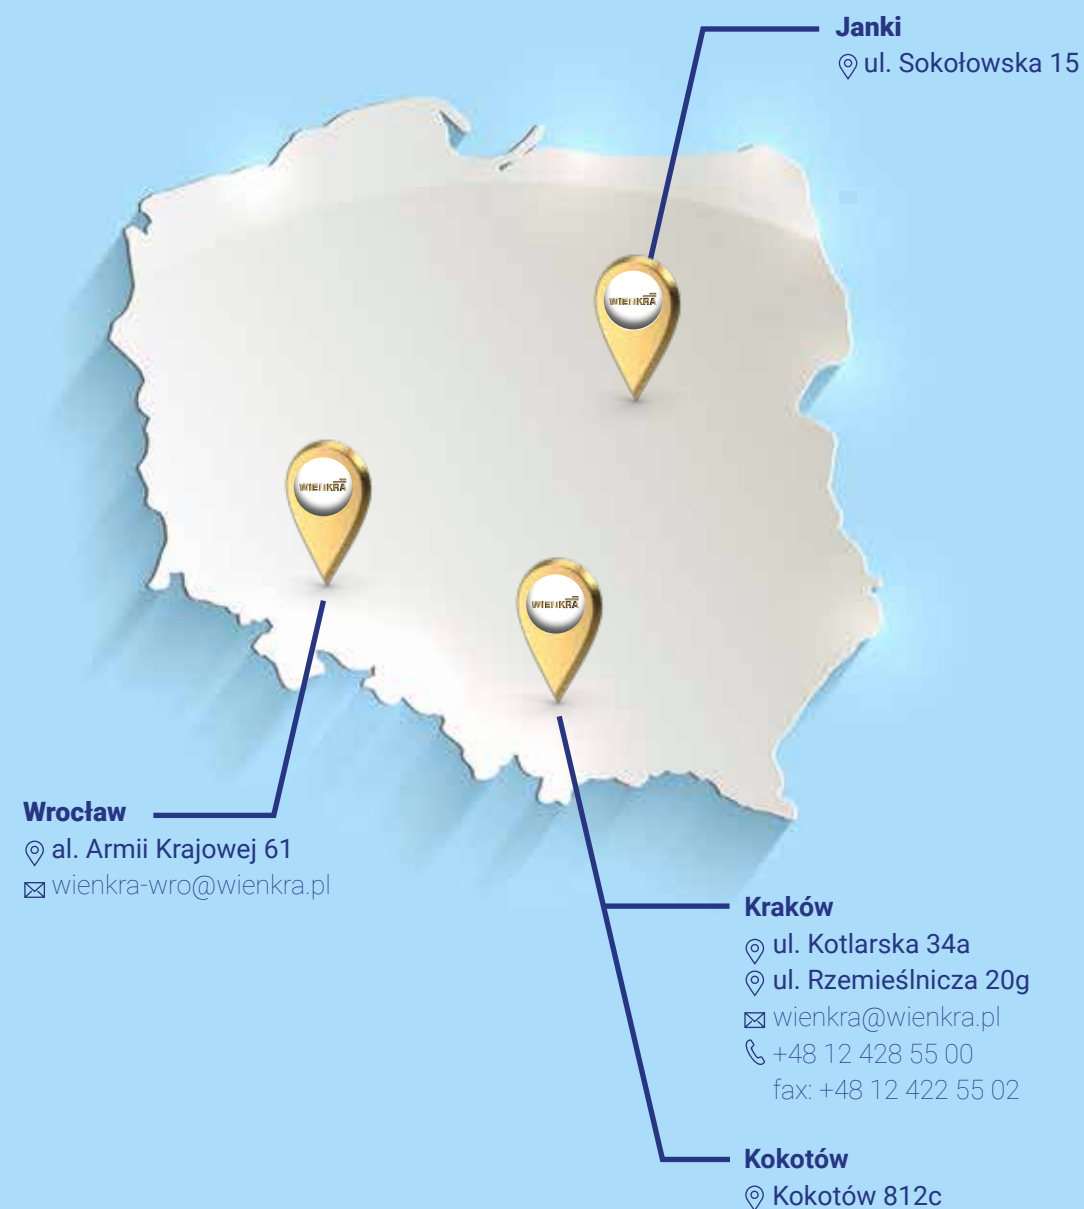 Janki
ul. Sokołowska 15
WIENKRA
WIENKRA
WIENKRA
Wrocław
al. Armii Krajowej 61
wienkra-wro@wienkra.pl
Kraków
ul. Kotlarska 34a
ul. Rzemieślnicza 20g
wienkra@wienkra.pl
+48 12 428 55 00
fax: +48 12 422 55 02
Kokotów
Kokotów 812c